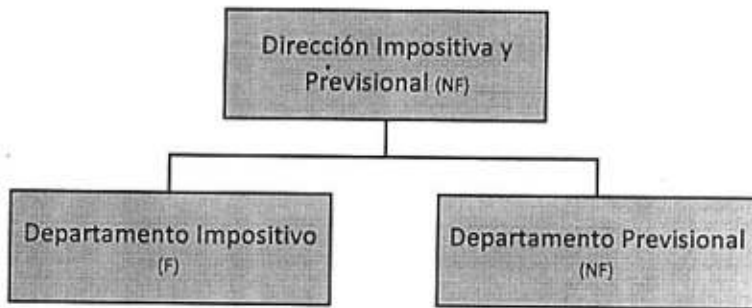 Dirección Impositiva y
Previsional (NF)
Departamento Impositivo
(F)
Departamento Previsional
(NF)